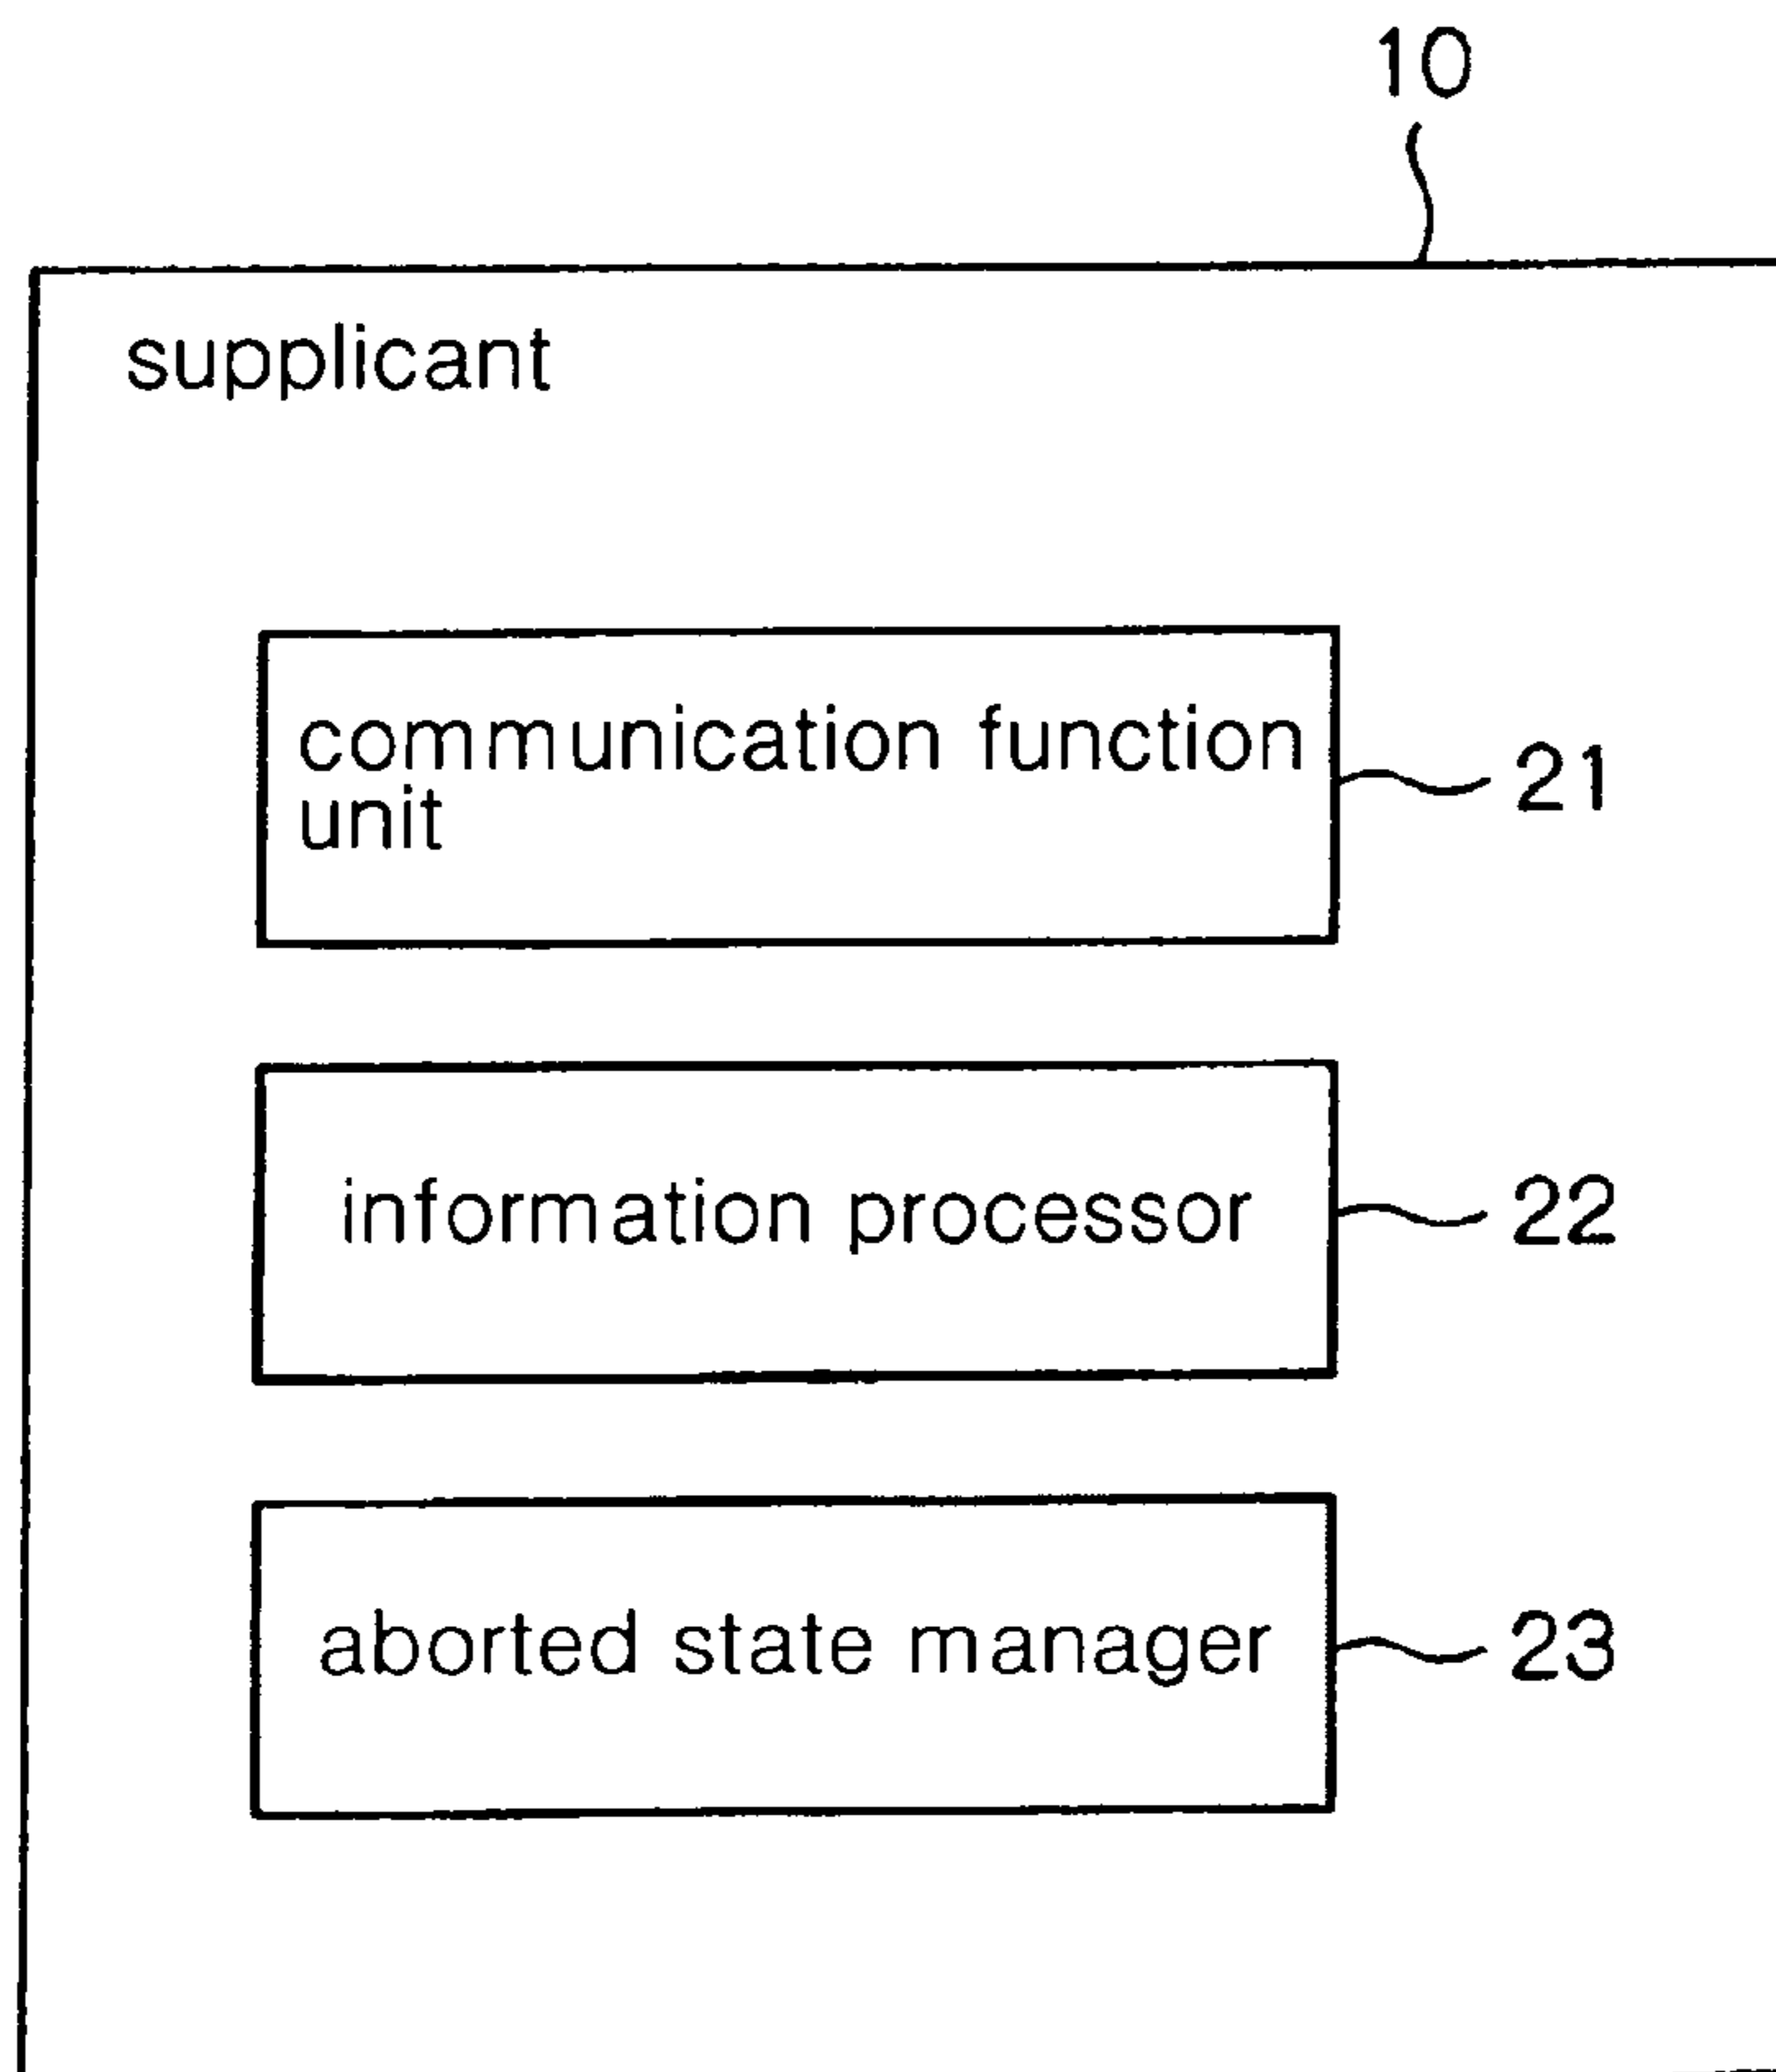 10
supplicant
communication function
unit
21
information processor
22
aborted state manager
23